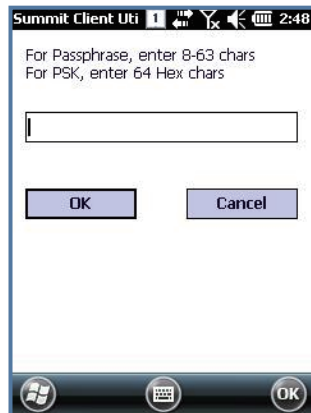 Summit Client Uti 1 2:48
For Passphrase, enter 8-63 chars
For PSK, enter 64 Hex chars
OK Cancel
OK